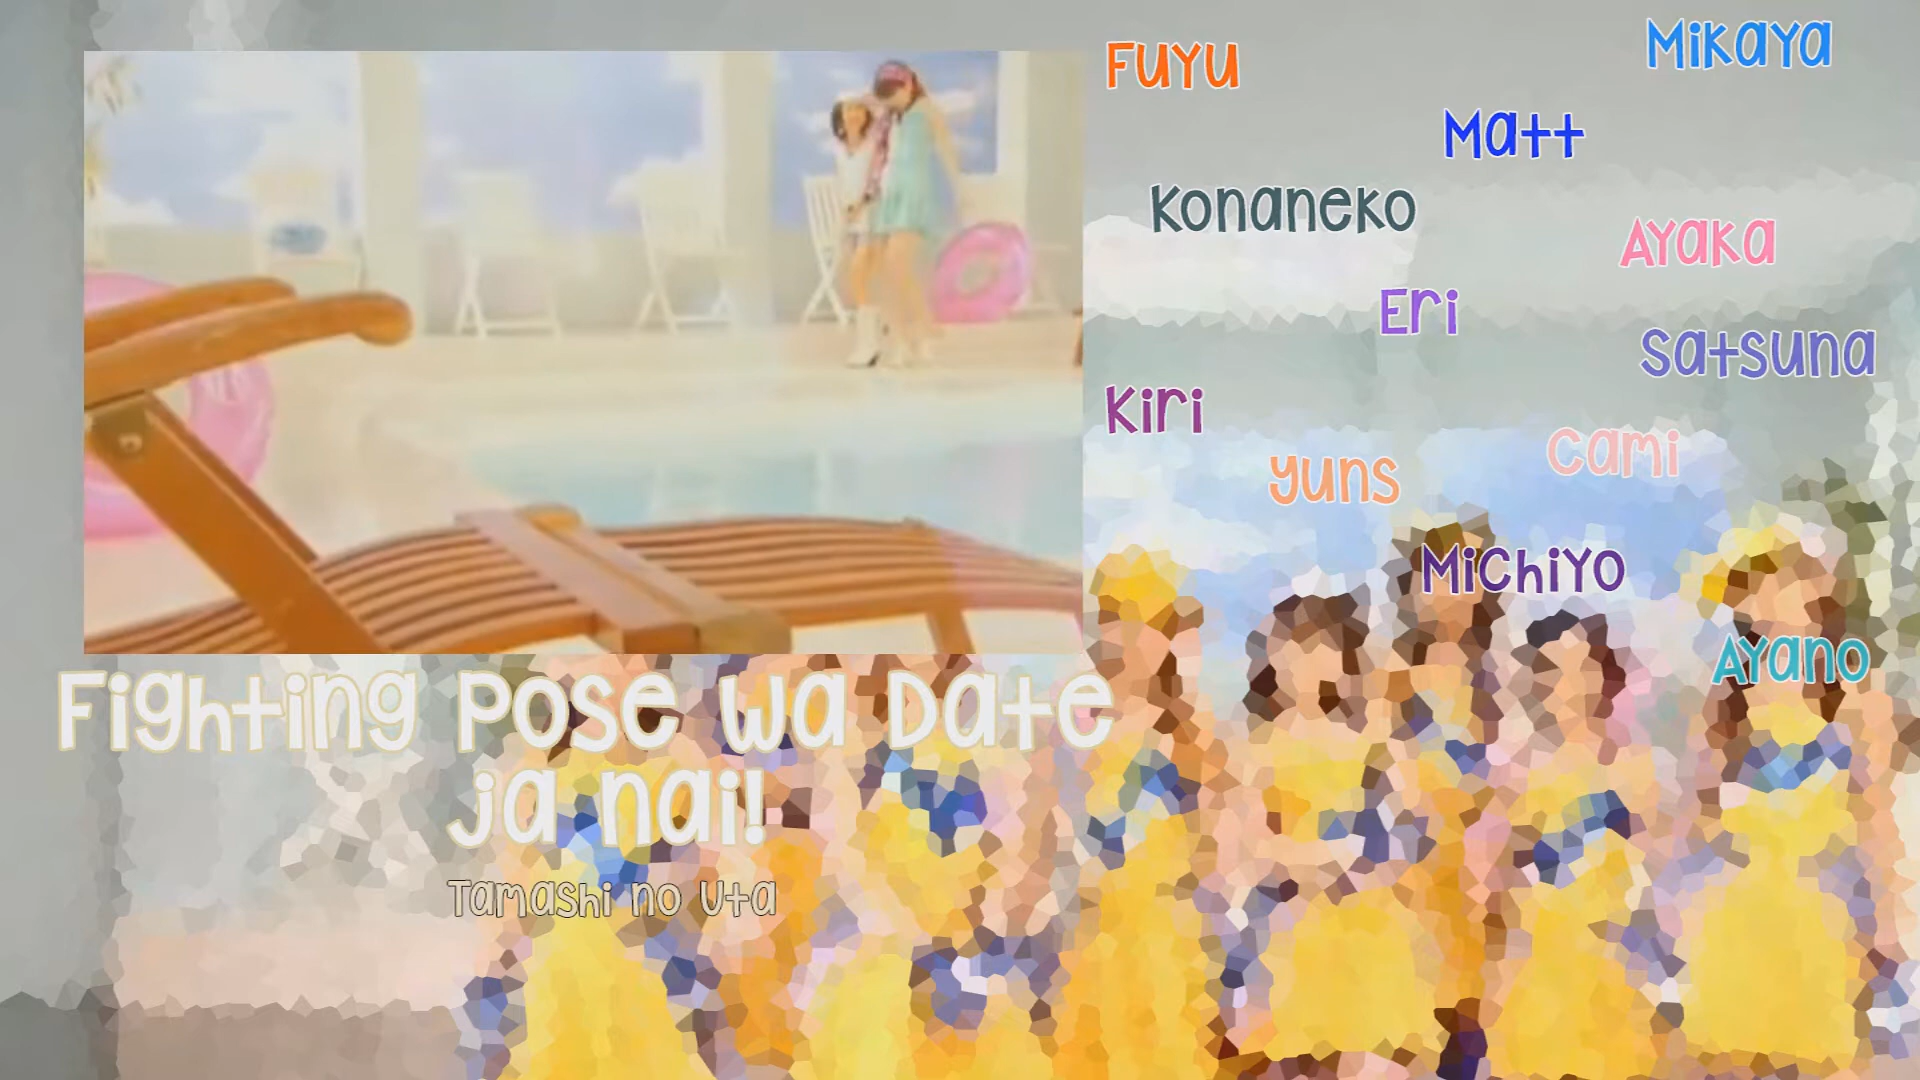 Fuyu
Mikaya
Matt
Konaneko
Ayaka
Eri
Satsuna
Kiri
Cami
yuns
Michiyo
Ayano
Fighting Pose wa Date
ja nai!
Tamashi no Uta